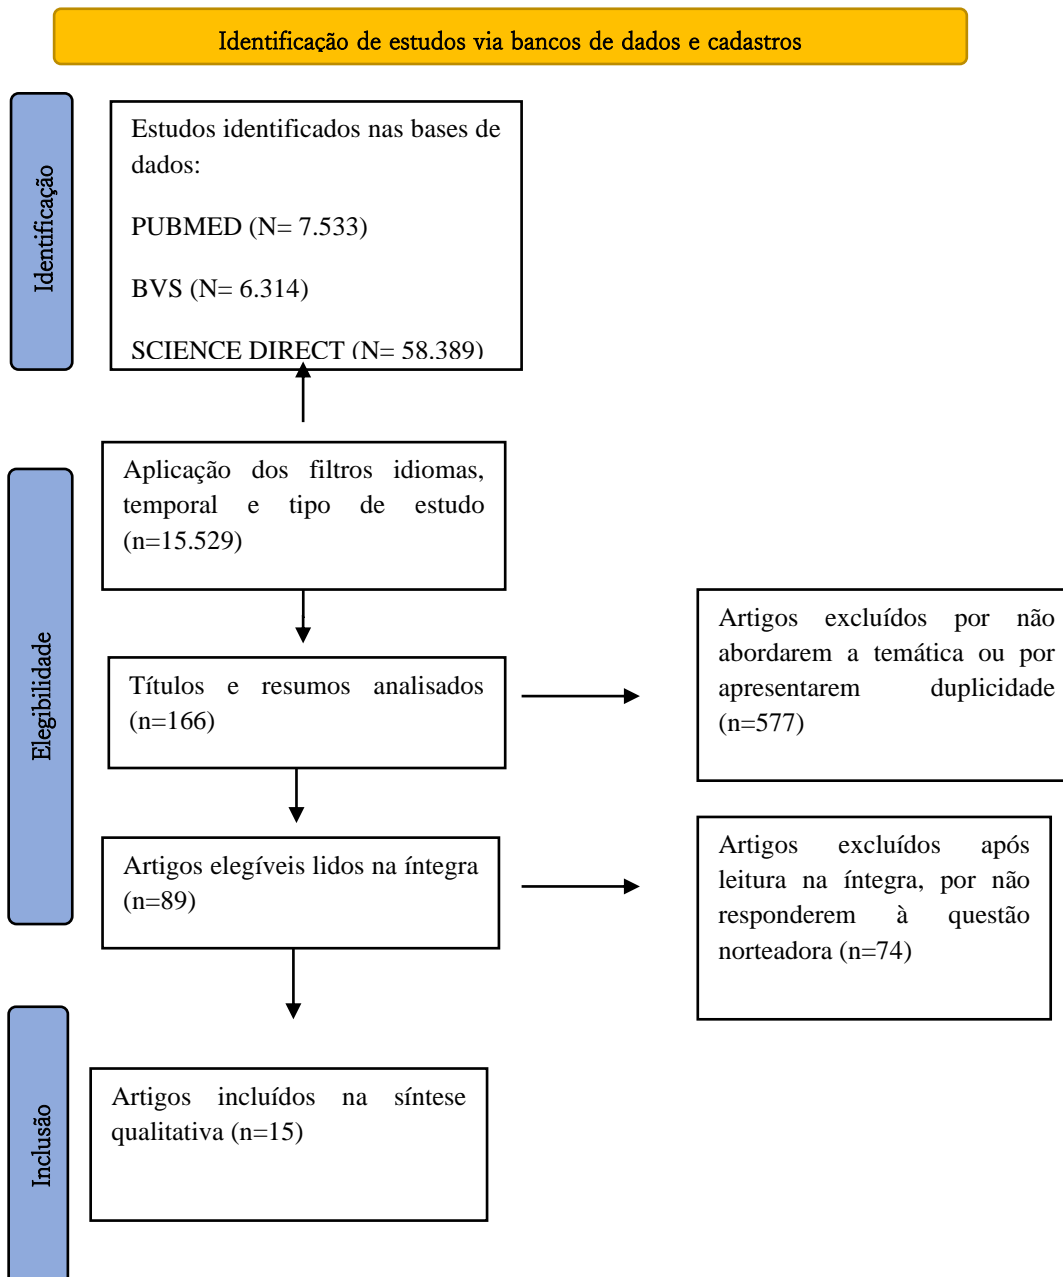 Identificação de estudos via bancos de dados e cadastros
Identificação
Estudos identificados nas bases de
dados:
PUBMED (N= 7.533)
BVS (N= 6.314)
SCIENCE DIRECT (N= 58.389)
Elegibilidade
Aplicação dos filtros idiomas,
temporal e tipo de estudo
(n=15.529)
Títulos e resumos analisados
(n=166)
Artigos excluídos por não
abordarem a temática ou por
apresentarem duplicidade
(n=577)
Artigos elegíveis lidos na íntegra
(n=89)
Artigos excluídos após
leitura na íntegra, por não
responderem à questão
norteadora (n=74)
Inclusão
Artigos incluídos na síntese
qualitativa (n=15)